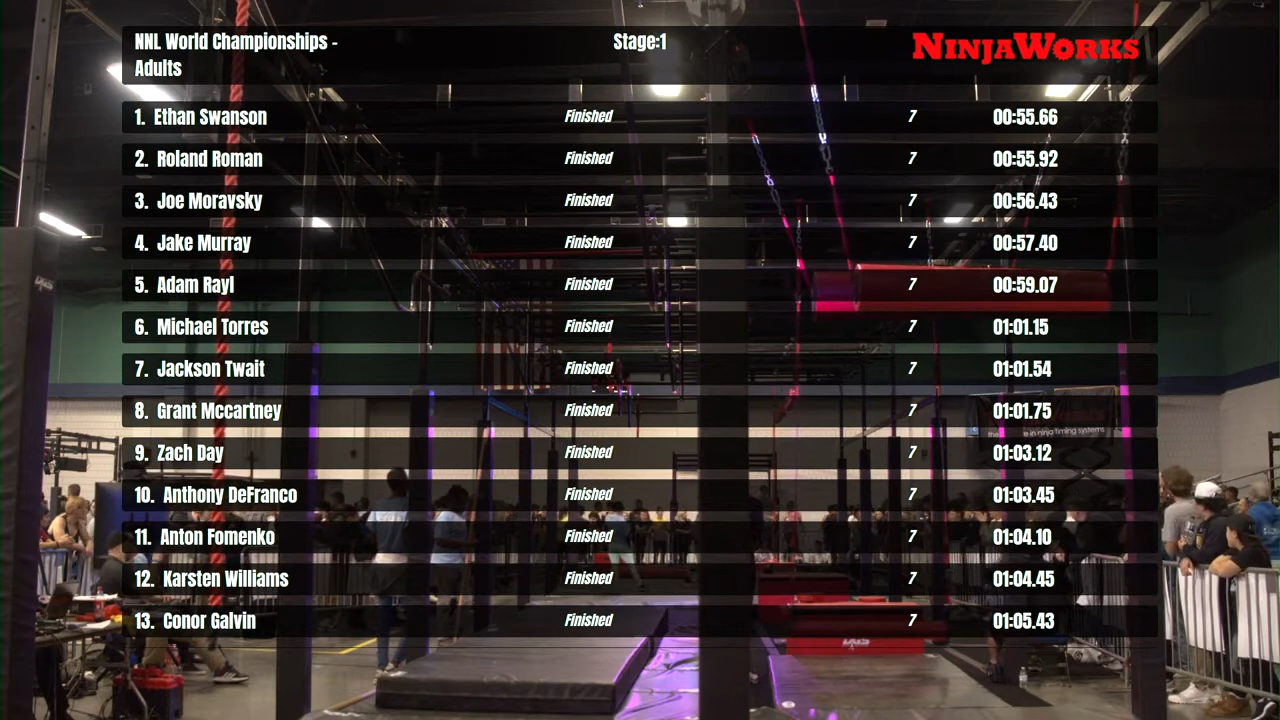 NNL World Championships -
Adults
Stage:1
NINJAWORKS
1. Ethan Swanson Finished 7 00:55.66
2. Roland Roman Finished 7 00:55.92
3. Joe Moravsky Finished 7 00:56.43
4. Jake Murray Finished 7 00:57.40
5. Adam Rayl Finished 7 00:59.07
6. Michael Torres Finished 7 01:01.15
7. Jackson Twait Finished 7 01:01.54
8. Grant Mccartney Finished 7 01:01.75
in ninja timing systems
9. Zach Day Finished 7 01:03.12
10. Anthony DeFranco Finished 7 01:03.45
11. Anton Fomenko Finished 7 01:04.10
12. Karsten Williams Finished 7 01:04.45
13. Conor Galvin Finished 7 01:05.43